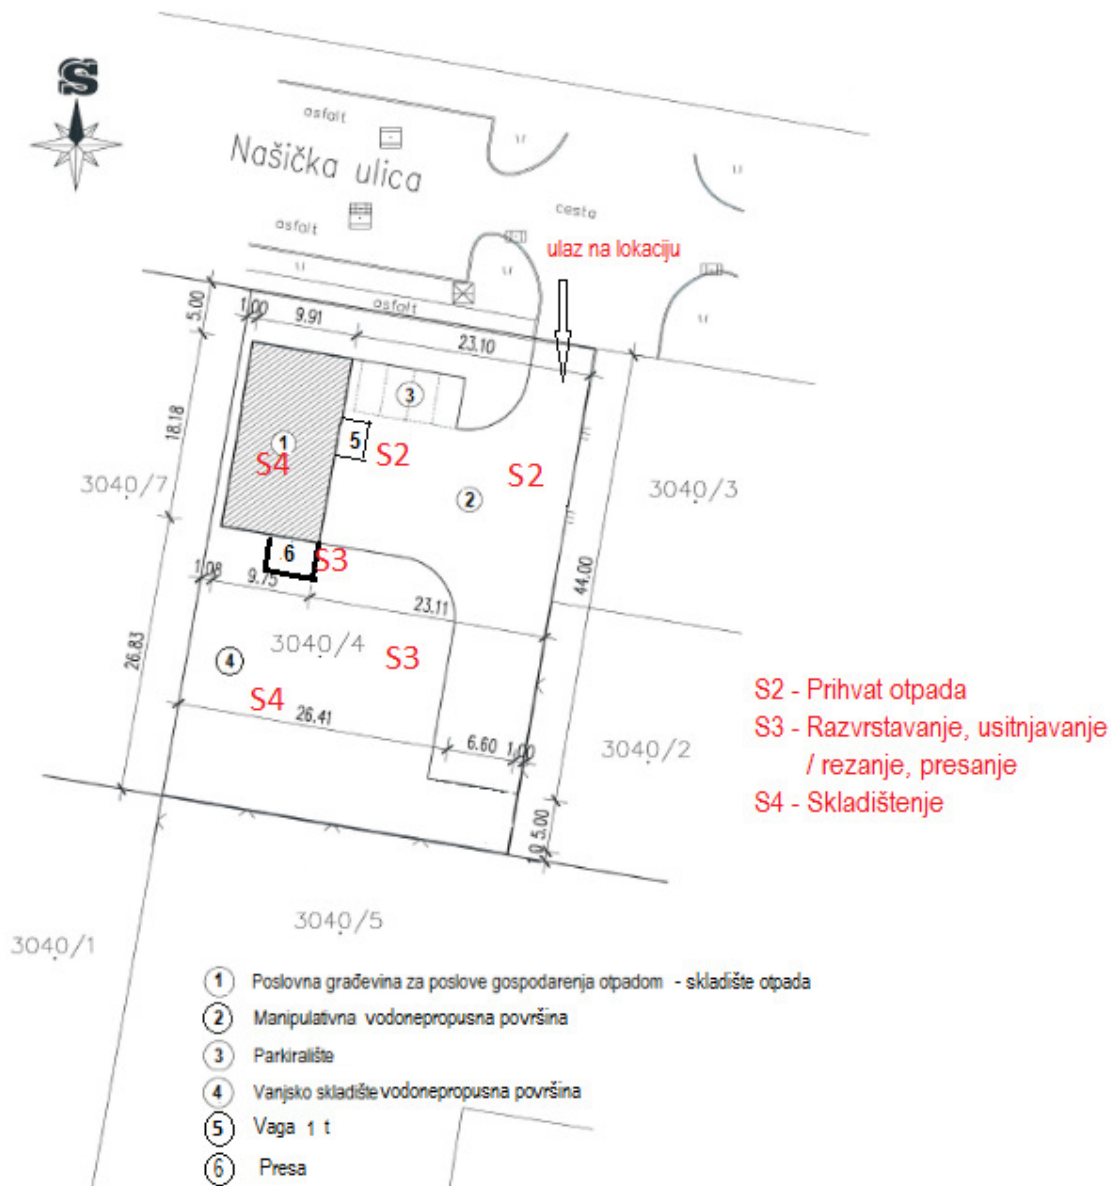 S
asfalt
Našička ulica
asfalt
cesta
ulaz na lokaciju
asfalt
5.00
1.00
9.91
23.10
3
18.18
1
5
S2
S4
S2
2
3040/7
3040/3
6
S3
1.08
9.75
23.11
44.00
26.83
3040/4
S3
4
S4
26.41
6.60
1.00
3040/2
S2 - Prihvat otpada
S3 - Razvrstavanje, usitnjavanje
/ rezanje, presanje
S4 - Skladištenje
5.00
3040/5
3040/1
1 Poslovna građevina za poslove gospodarenja otpadom - skladište otpada
2 Manipulativna vodonepropusna površina
3 Parkiralište
4 Vanjsko skladište vodonepropusna površina
5 Vaga 1 t
6 Presa